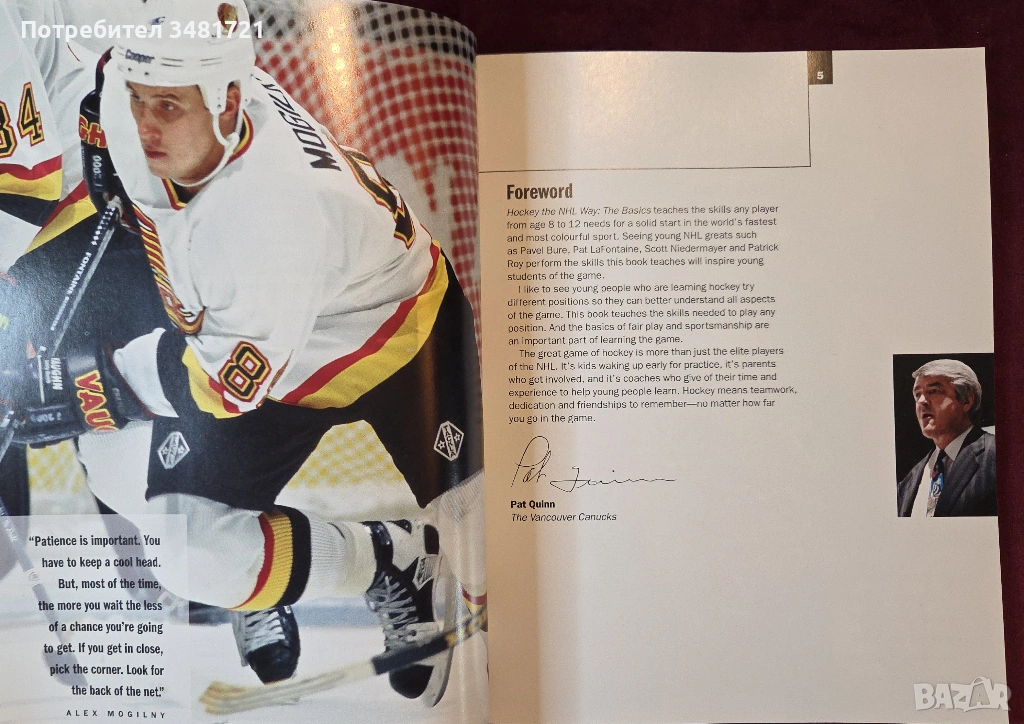 Потребител 3481721
Cooper
MOGILN
84
FONTAINE
VAUGHN
VAUG
98
"Patience is important. You
have to keep a cool head.
But, most of the time,
the more you wait the less
of a chance you're going
to get. If you get in close,
pick the corner. Look for
the back of the net."
ALEX MOGILNY
5
Foreword
Hockey the NHL Way: The Basics teaches the skills any player
from age 8 to 12 needs for a solid start in the world's fastest
and most colourful sport. Seeing young NHL greats such
as Pavel Bure, Pat LaFontaine, Scott Niedermayer and Patrick
Roy perform the skills this book teaches will inspire young
students of the game.
I like to see young people who are learning hockey try
different positions so they can better understand all aspects
of the game. This book teaches the skills needed to play any
position. And the basics of fair play and sportsmanship are
an important part of learning the game.
The great game of hockey is more than just the elite players
of the NHL. It's kids waking up early for practice, it's parents
who get involved, and it's coaches who give of their time and
experience to help young people learn. Hockey means teamwork,
dedication and friendships to remember—no matter how far
you go in the game.
Pat Quinn
Pat Quinn
The Vancouver Canucks
BAZAR